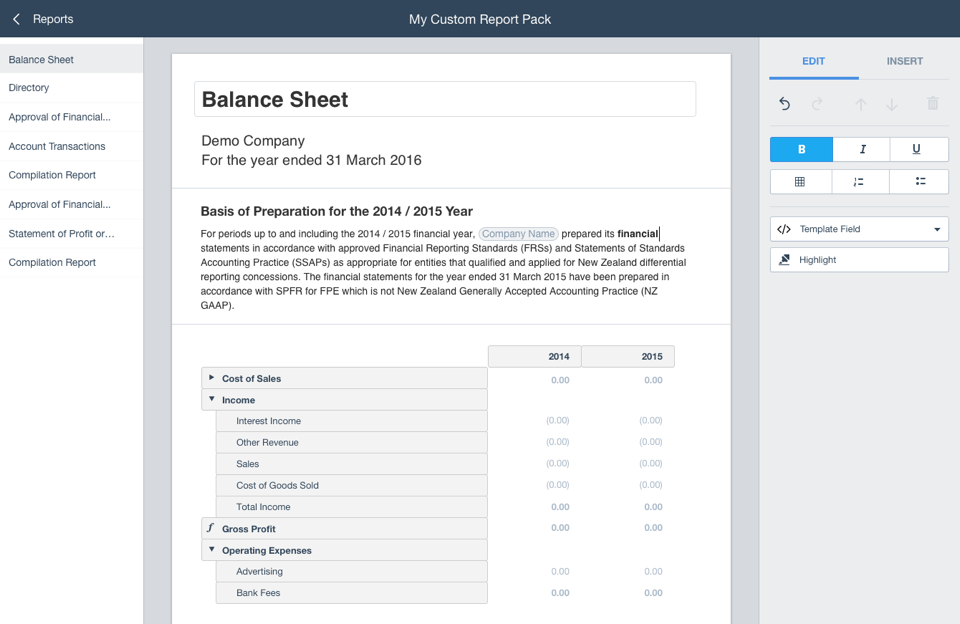 Reports
My Custom Report Pack
Balance Sheet
Directory
Approval of Financial...
Account Transactions
Compilation Report
Approval of Financial...
Statement of Profit or...
Compilation Report
Balance Sheet
Demo Company
For the year ended 31 March 2016
Basis of Preparation for the 2014 / 2015 Year
For periods up to and including the 2014 / 2015 financial year, Company Name prepared its financial
statements in accordance with approved Financial Reporting Standards (FRSs) and Statements of Standards
Accounting Practice (SSAPs) as appropriate for entities that qualified and applied for New Zealand differential
reporting concessions. The financial statements for the year ended 31 March 2015 have been prepared in
accordance with SPFR for FPE which is not New Zealand Generally Accepted Accounting Practice (NZ
GAAP).
2014 2015
Cost of Sales 0.00 0.00
Income
Interest Income (0.00) (0.00)
Other Revenue (0.00) (0.00)
Sales (0.00) (0.00)
Cost of Goods Sold (0.00) (0.00)
Total Income 0.00 0.00
f Gross Profit 0.00 0.00
Operating Expenses
Advertising 0.00 0.00
Bank Fees 0.00 0.00
EDIT INSERT
B I U
</> Template Field
Highlight